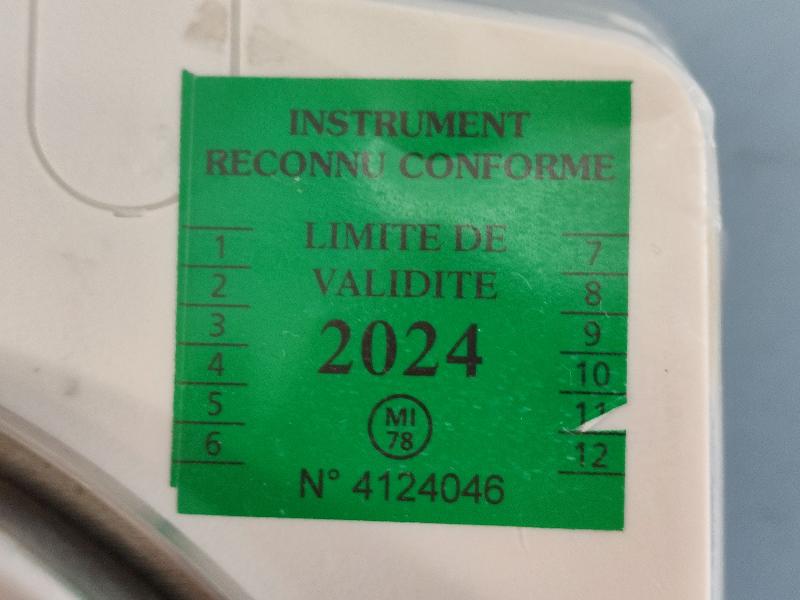 INSTRUMENT
RECONNU CONFORME
LIMITE DE
VALIDITE
2024
MI
78
N° 4124046
1
2
3
4
5
6
7
8
9
10
11
12